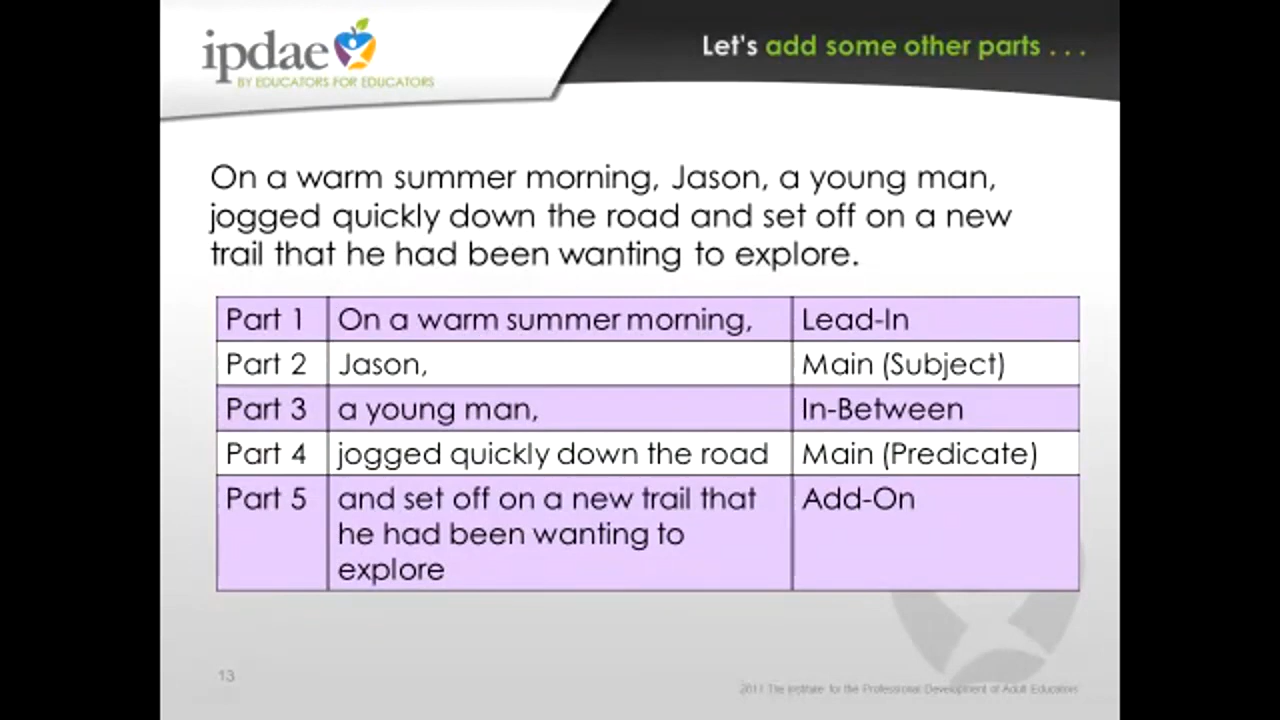 ipdae
BY EDUCATORS FOR EDUCATORS
Let's add some other parts . . .
On a warm summer morning, Jason, a young man,
jogged quickly down the road and set off on a new
trail that he had been wanting to explore.
Part 1 On a warm summer morning, Lead-In
Part 2 Jason, Main (Subject)
Part 3 a young man, In-Between
Part 4 jogged quickly down the road Main (Predicate)
Part 5 and set off on a new trail that Add-On
he had been wanting to
explore
13
2011 The Institute for the Professional Development of Adult Educators